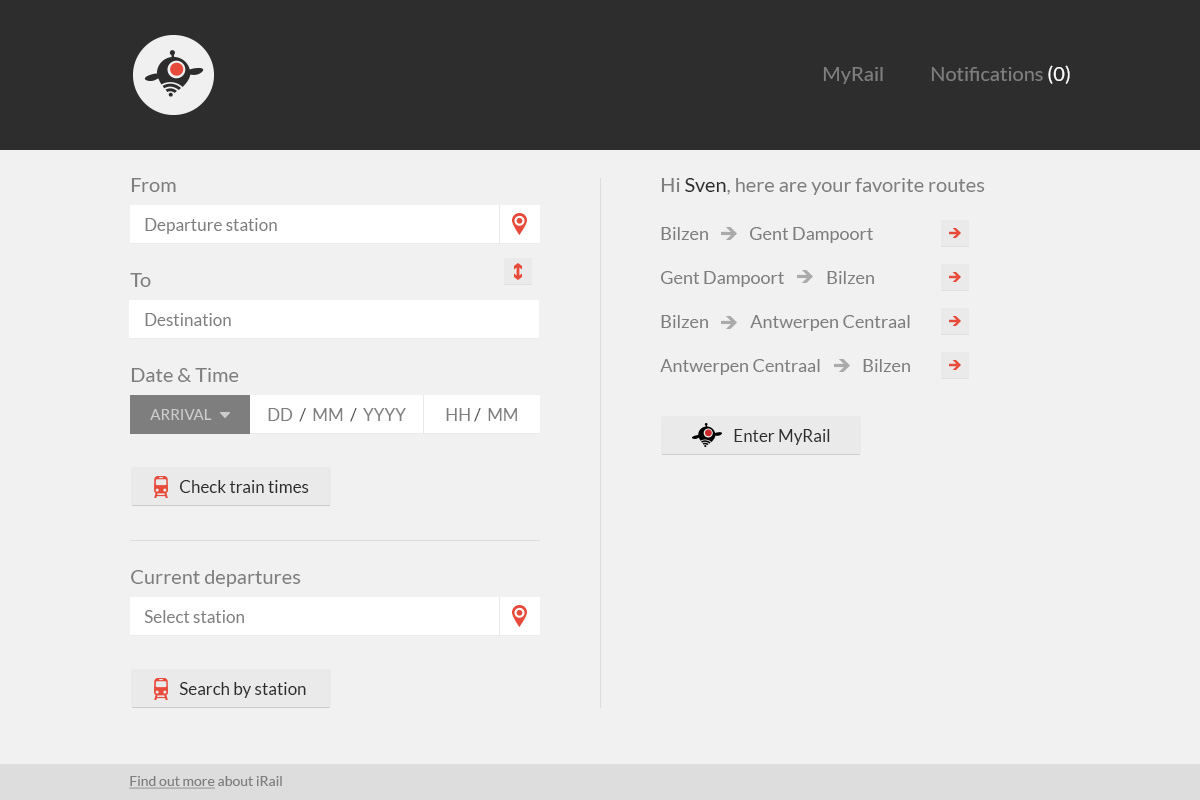 MyRail Notifications (0)
From
Departure station
To
Destination
Date & Time
ARRIVAL DD / MM / YYYY HH / MM
Check train times
Current departures
Select station
Search by station
Hi Sven, here are your favorite routes
Bilzen Gent Dampoort
Gent Dampoort Bilzen
Bilzen Antwerpen Centraal
Antwerpen Centraal Bilzen
Enter MyRail
Find out more about iRail